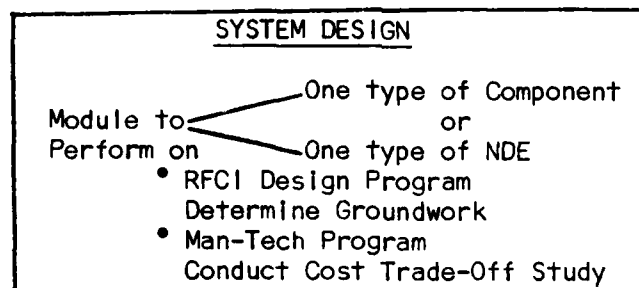 SYSTEM DESIGN
One type of Component
Module to
or
Perform on
One type of NDE
• RFCI Design Program
Determine Groundwork
• Man-Tech Program
Conduct Cost Trade-Off Study